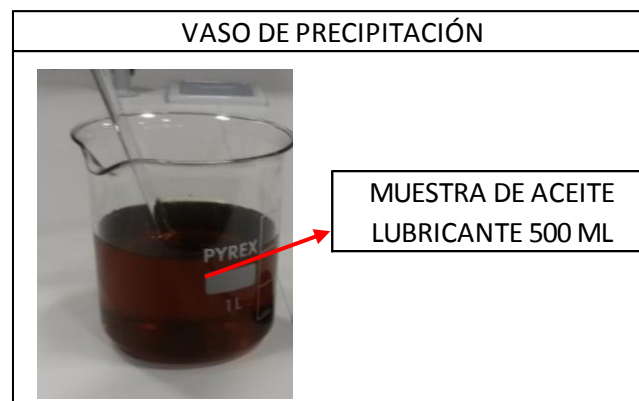 VASO DE PRECIPITACIÓN
MUESTRA DE ACEITE
LUBRICANTE 500 ML
PYREX
1L